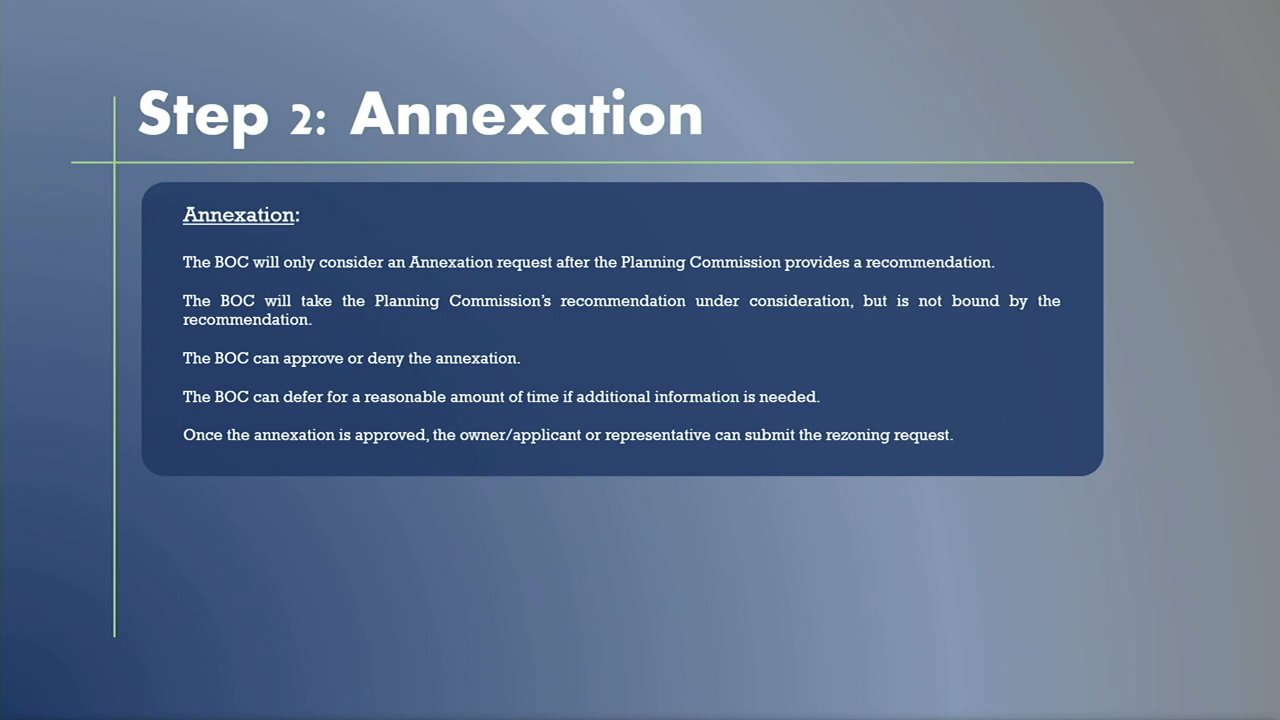 Step 2: Annexation
Annexation:
The BOC will only consider an Annexation request after the Planning Commission provides a recommendation.
The BOC will take the Planning Commission’s recommendation under consideration, but is not bound by the
recommendation.
The BOC can approve or deny the annexation.
The BOC can defer for a reasonable amount of time if additional information is needed.
Once the annexation is approved, the owner/applicant or representative can submit the rezoning request.